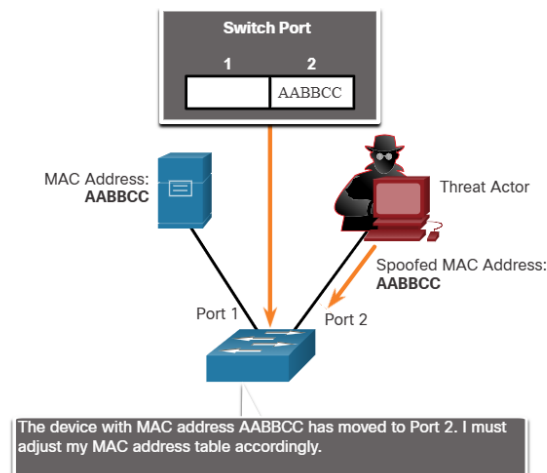 Switch Port
1 2
AABBCC
MAC Address:
AABBCC
Threat Actor
Spoofed MAC Address:
AABBCC
Port 1
Port 2
The device with MAC address AABBCC has moved to Port 2. I must
adjust my MAC address table accordingly.